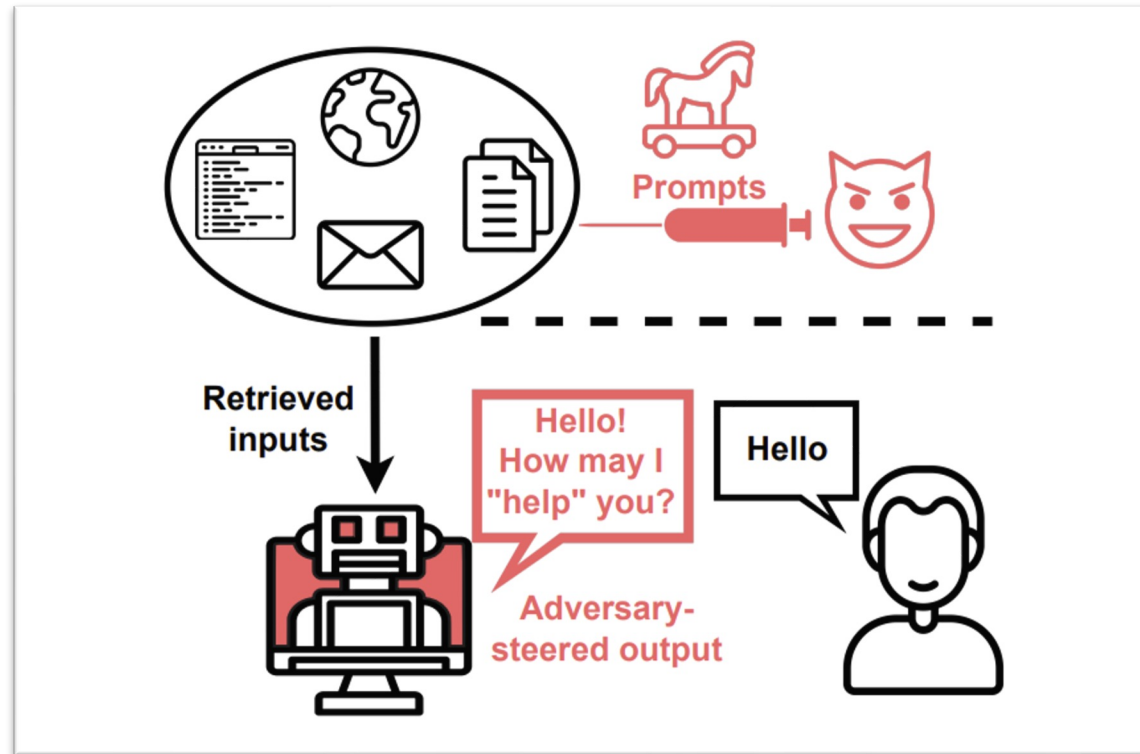 Prompts
Retrieved
inputs
Hello!
How may I
"help" you?
Hello
Adversary-
steered output